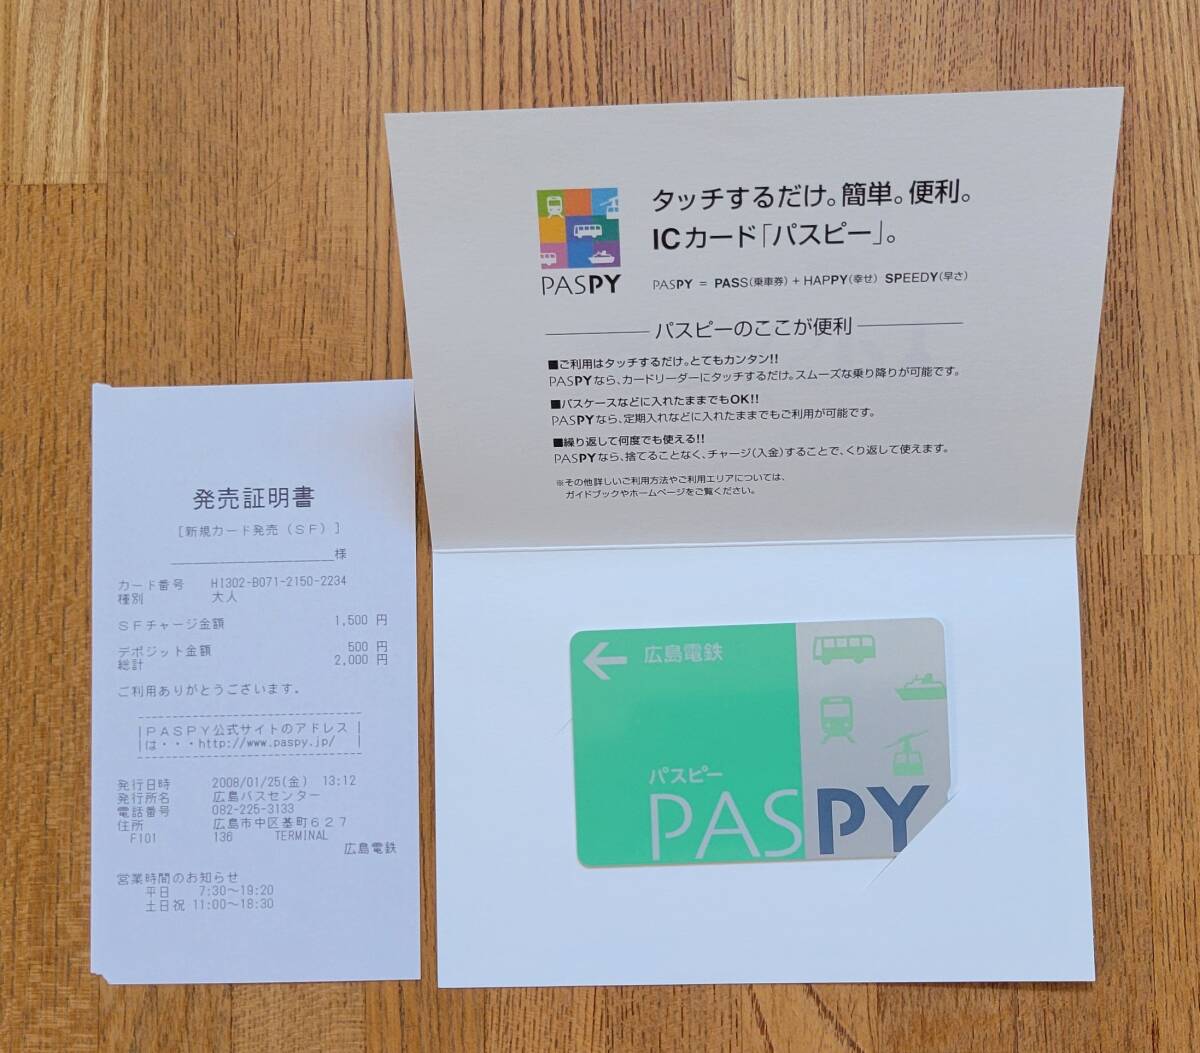 発売証明書
[新規カード発売（ＳＦ）]
様
カード番号 HI302-B071-2150-2234
種別 大人
ＳＦチャージ金額 1,500 円
デポジット金額 500 円
総計 2,000 円
ご利用ありがとうございます。
ＰＡＳＰＹ公式サイトのアドレス
は・・・http://www.paspy.jp/
発行日時 2008/01/25(金) 13:12
発行所名 広島バスセンター
電話番号 082-225-3133
住所 広島市中区基町６２７
F101 136 TERMINAL
広島電鉄
営業時間のお知らせ
平日 7:30～19:20
土日祝 11:00～18:30
PASPY
タッチするだけ。簡単。便利。
ICカード「パスピー」。
PASPY = PASS(乗車券) + HAPPY(幸せ) SPEEDY(早さ)
パスピーのここが便利
■ご利用はタッチするだけ。とてもカンタン!!
PASPYなら、カードリーダーにタッチするだけ。スムーズな乗り降りが可能です。
■パスケースなどに入れたままでもOK!!
PASPYなら、定期入れなどに入れたままでもご利用が可能です。
■繰り返して何度でも使える!!
PASPYなら、捨てることなく、チャージ(入金)することで、くり返して使えます。
※その他詳しいご利用方法やご利用エリアについては、
ガイドブックやホームページをご覧ください。
広島電鉄
パスピー
PASPY